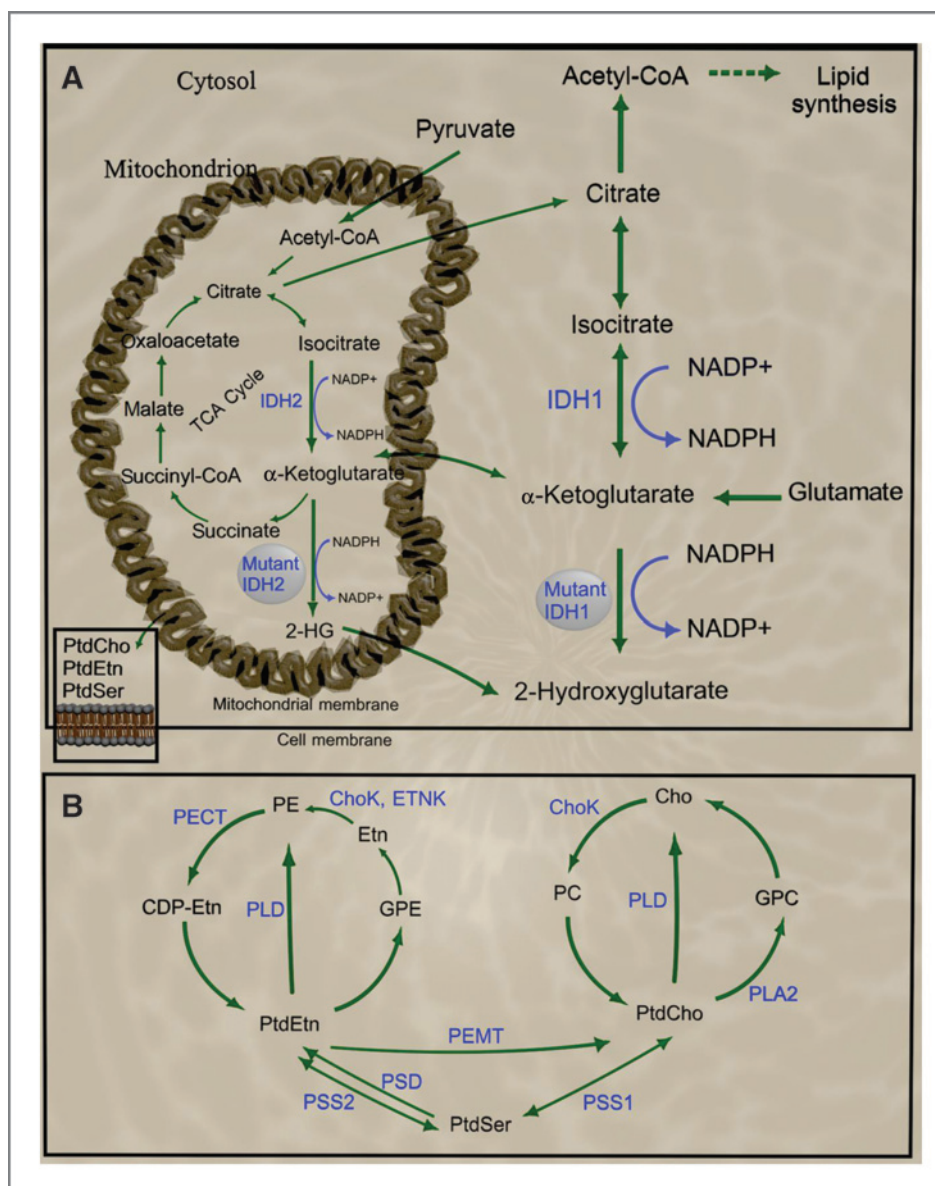 A
Cytosol
Acetyl-CoA
Lipid
synthesis
Pyruvate
Mitochondrion
Citrate
Acetyl-CoA
Citrate
Oxaloacetate
Isocitrate
Isocitrate
NADP+
IDH2
TCA Cycle
Malate
NADPH
IDH1
NADP+
NADPH
Succinyl-CoA
α-Ketoglutarate
α-Ketoglutarate
Glutamate
Succinate
NADPH
Mutant
IDH2
NADP+
NADPH
Mutant
IDH1
NADP+
2-HG
PtdCho
PtdEtn
PtdSer
2-Hydroxyglutarate
Mitochondrial membrane
Cell membrane
B
PE
ChoK, ETNK
PECT
Etn
CDP-Etn
PLD
GPE
PtdEtn
Cho
ChoK
PC
PLD
GPC
PtdCho
PLA2
PEMT
PSD
PSS2
PSS1
PtdSer